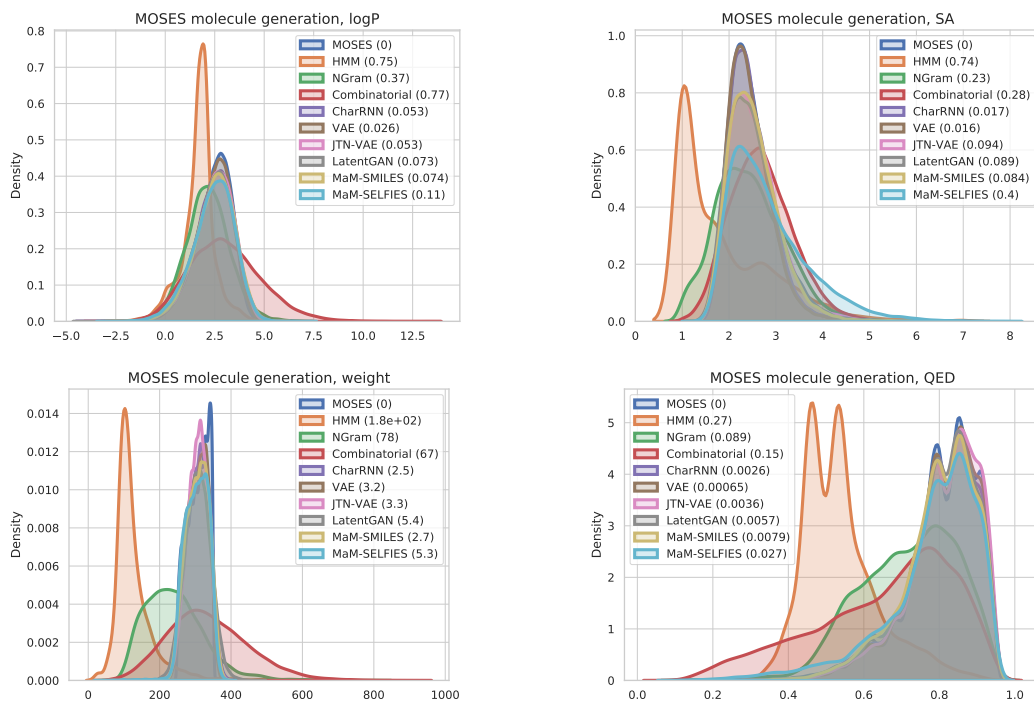 MOSES molecule generation, logP
0.8
0.7
0.6
0.5
0.4
0.3
0.2
0.1
0.0
Density
−5.0 −2.5 0.0 2.5 5.0 7.5 10.0 12.5
MOSES (0)
HMM (0.75)
NGram (0.37)
Combinatorial (0.77)
CharRNN (0.053)
VAE (0.026)
JTN-VAE (0.053)
LatentGAN (0.073)
MaM-SMILES (0.074)
MaM-SELFIES (0.11)
MOSES molecule generation, SA
1.0
0.8
0.6
0.4
0.2
0.0
Density
0 1 2 3 4 5 6 7 8
MOSES (0)
HMM (0.74)
NGram (0.23)
Combinatorial (0.28)
CharRNN (0.017)
VAE (0.016)
JTN-VAE (0.094)
LatentGAN (0.089)
MaM-SMILES (0.084)
MaM-SELFIES (0.4)
MOSES molecule generation, weight
0.014
0.012
0.010
0.008
0.006
0.004
0.002
0.000
Density
0 200 400 600 800 1000
MOSES (0)
HMM (1.8e+02)
NGram (78)
Combinatorial (67)
CharRNN (2.5)
VAE (3.2)
JTN-VAE (3.3)
LatentGAN (5.4)
MaM-SMILES (2.7)
MaM-SELFIES (5.3)
MOSES molecule generation, QED
5
4
3
2
1
0
Density
0.0 0.2 0.4 0.6 0.8 1.0
MOSES (0)
HMM (0.27)
NGram (0.089)
Combinatorial (0.15)
CharRNN (0.0026)
VAE (0.00065)
JTN-VAE (0.0036)
LatentGAN (0.0057)
MaM-SMILES (0.0079)
MaM-SELFIES (0.027)